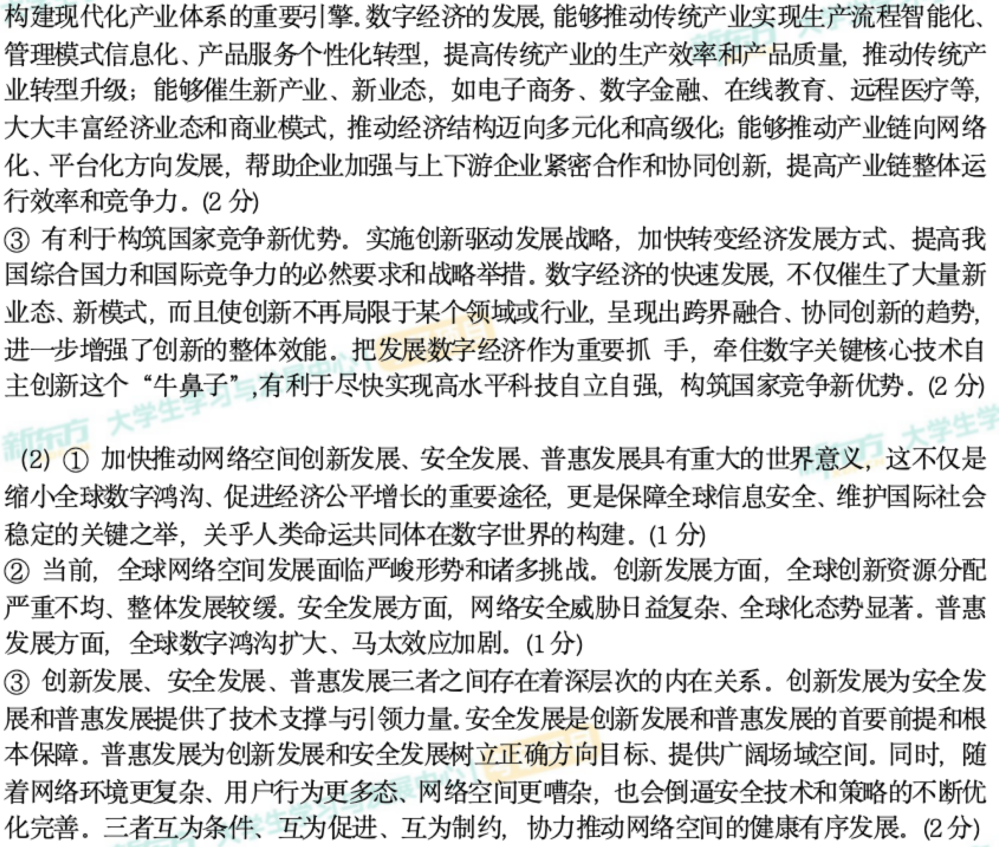 构建现代化产业体系的重要引擎。数字经济的发展,能够推动传统产业实现生产流程智能化、
管理模式信息化、产品服务个性化转型，提高传统产业的生产效率和产品质量，推动传统产
业转型升级；能够催生新产业、新业态，如电子商务、数字金融、在线教育、远程医疗等，
大大丰富经济业态和商业模式，推动经济结构迈向多元化和高级化；能够推动产业链向网络
化、平台化方向发展，帮助企业加强与上下游企业紧密合作和协同创新，提高产业链整体运
行效率和竞争力。(2 分)
③ 有利于构筑国家竞争新优势。实施创新驱动发展战略，加快转变经济发展方式、提高我
国综合国力和国际竞争力的必然要求和战略举措。数字经济的快速发展，不仅催生了大量新
业态、新模式，而且使创新不再局限于某个领域或行业，呈现出跨界融合、协同创新的趋势，
进一步增强了创新的整体效能。把发展数字经济作为重要抓 手，牵住数字关键核心技术自
主创新这个“牛鼻子”,有利于尽快实现高水平科技自立自强，构筑国家竞争新优势。(2 分)
新东方 大学生学习与发展中心 | 考研项目
(2) ① 加快推动网络空间创新发展、安全发展、普惠发展具有重大的世界意义，这不仅是
缩小全球数字鸿沟、促进经济公平增长的重要途径，更是保障全球信息安全、维护国际社会
稳定的关键之举，关乎人类命运共同体在数字世界的构建。(1 分)
② 当前，全球网络空间发展面临严峻形势和诸多挑战。创新发展方面，全球创新资源分配
严重不均、整体发展较缓。安全发展方面，网络安全威胁日益复杂、全球化态势显著。普惠
发展方面，全球数字鸿沟扩大、马太效应加剧。(1 分)
③ 创新发展、安全发展、普惠发展三者之间存在着深层次的内在关系。创新发展为安全发
展和普惠发展提供了技术支撑与引领力量。安全发展是创新发展和普惠发展的首要前提和根
本保障。普惠发展为创新发展和安全发展树立正确方向目标、提供广阔场域空间。同时，随
着网络环境更复杂、用户行为更多态、网络空间更嘈杂，也会倒逼安全技术和策略的不断优
化完善。三者互为条件、互为促进、互为制约，协力推动网络空间的健康有序发展。(2 分)